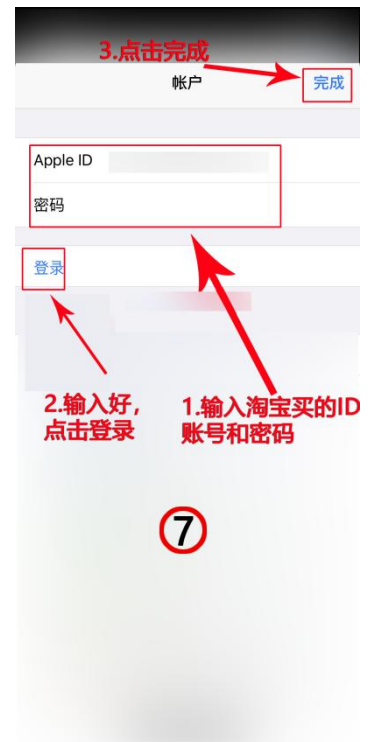 3.点击完成
帐户
完成
Apple ID
密码
登录
2.输入好,
点击登录
1.输入淘宝买的ID
账号和密码
7